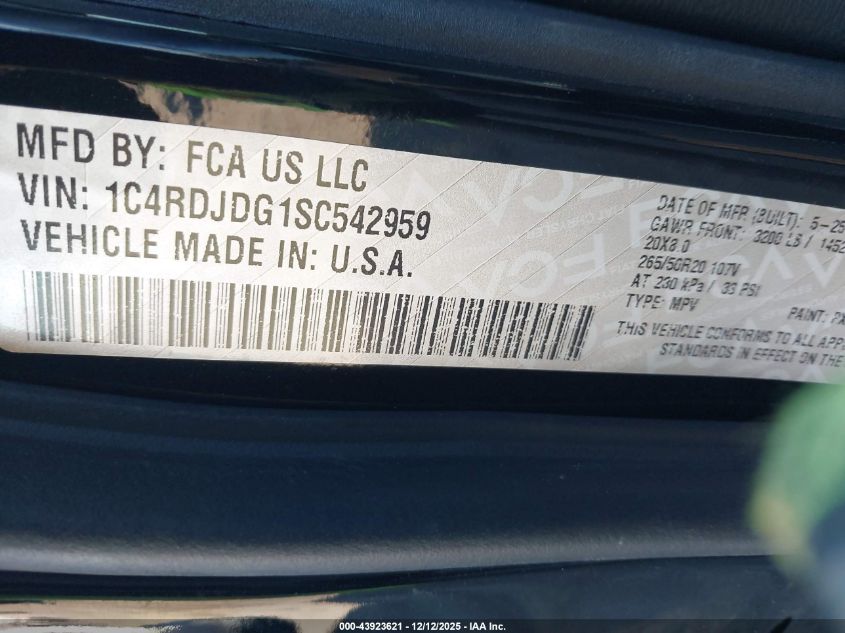 MFD BY: FCA US LLC
VIN: 1C4RDJDG1SC542959
VEHICLE MADE IN: U.S.A.
DATE OF MFR (BUILT): 5-25
GAWR FRONT: 3200 LB / 1452
20X8.0
265/50R20 107V
AT 230 kPa / 33 PSI
TYPE: MPV
PAINT: PX
THIS VEHICLE CONFORMS TO ALL APP
STANDARDS IN EFFECT ON THE
FCA
000-43923621 - 12/12/2025 - IAA Inc.